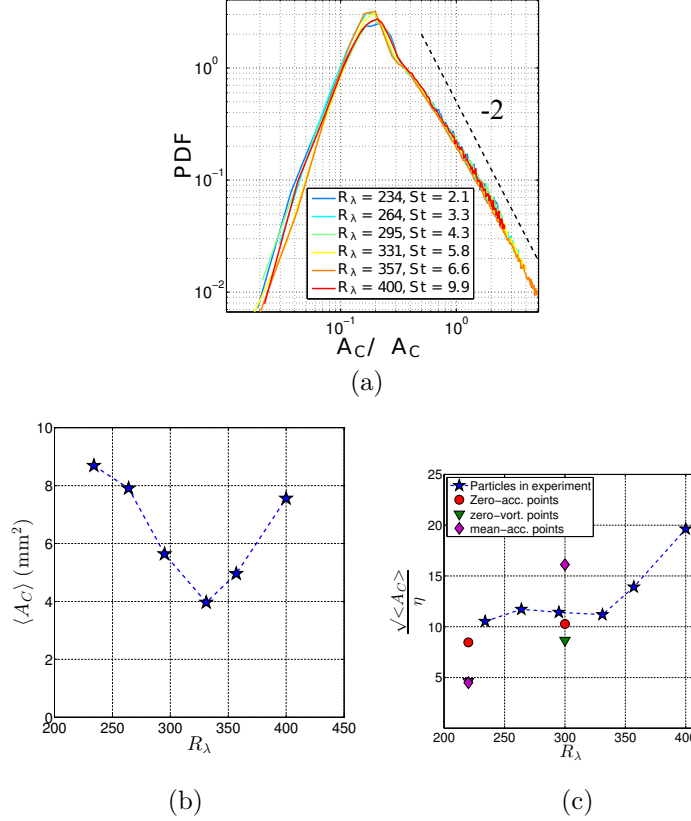 10⁰
10⁻¹
10⁻²
PDF
-2
R_λ = 234, St = 2.1
R_λ = 264, St = 3.3
R_λ = 295, St = 4.3
R_λ = 331, St = 5.8
R_λ = 357, St = 6.6
R_λ = 400, St = 9.9
10⁻¹ 10⁰
A_C/ A_C
(a)
10
8
6
4
2
0
⟨A_C⟩ (mm²)
200 250 300 350 400 450
R_λ
(b)
25
20
15
10
5
√<A_C>
η
Particles in experiment
Zero-acc. points
zero-vort. points
mean-acc. points
200 250 300 350 400
R_λ
(c)